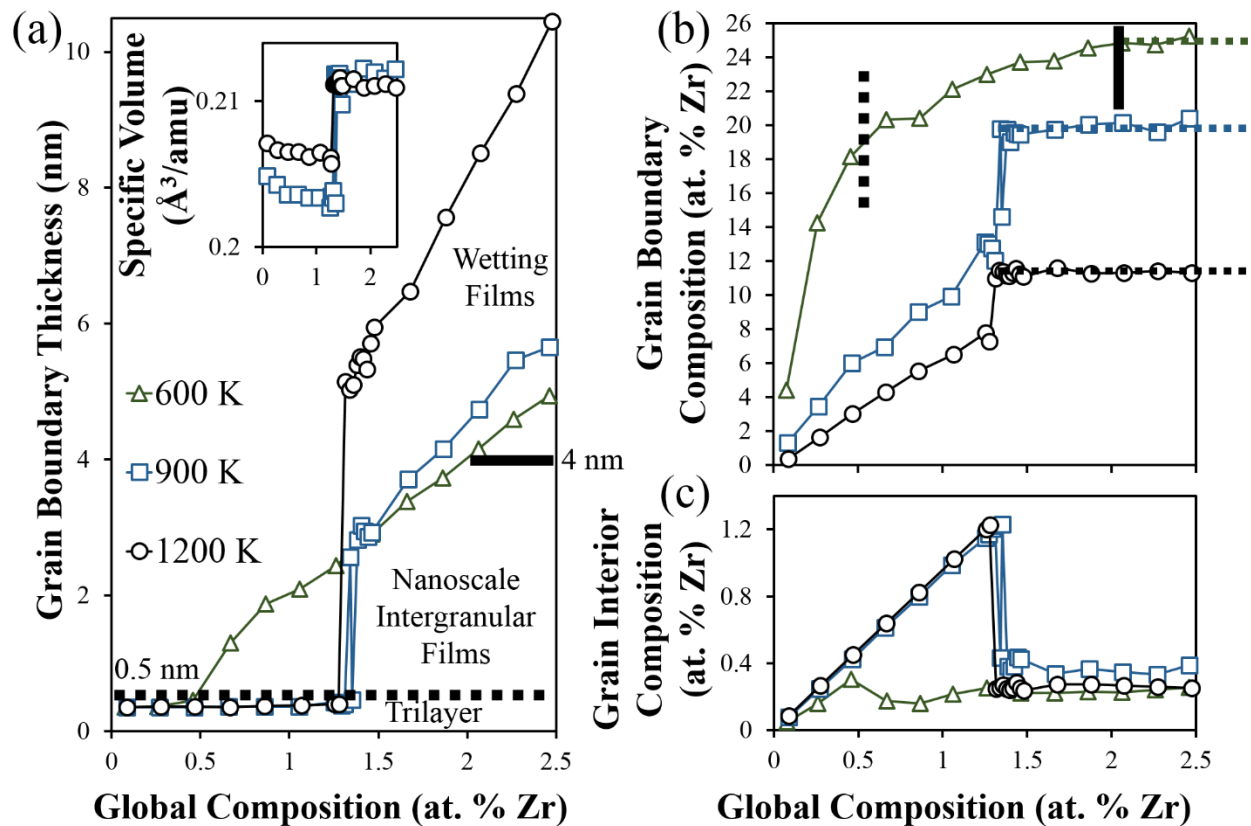 (a)
Grain Boundary Thickness (nm)
10
8
6
4
2
0
Specific Volume
(Å³/amu)
0.21
0.2
0
1
2
Wetting
Films
600 K
900 K
1200 K
4 nm
Nanoscale
Intergranular
Films
0.5 nm
Trilayer
0
0.5
1
1.5
2
2.5
Global Composition (at. % Zr)
(b)
Grain Boundary
Composition (at. % Zr)
26
24
22
20
18
16
14
12
10
8
6
4
2
0
(c)
Grain Interior
Composition
(at. % Zr)
1.2
0.8
0.4
0
0
0.5
1
1.5
2
2.5
Global Composition (at. % Zr)